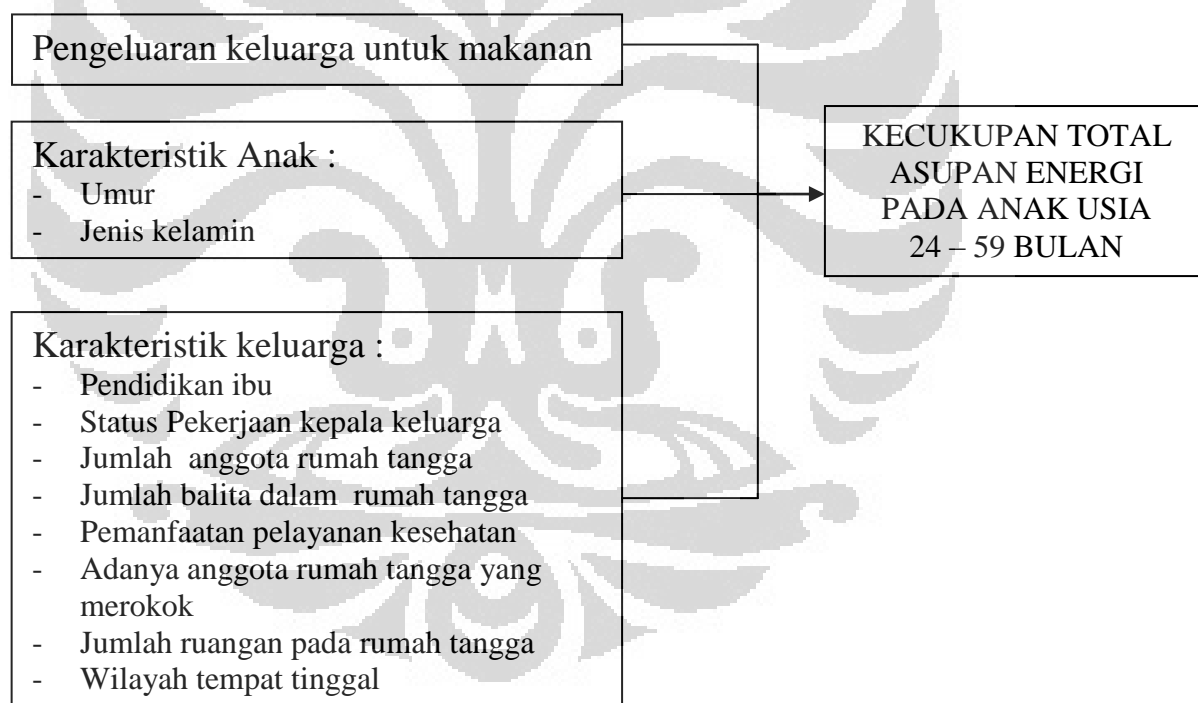 Pengeluaran keluarga untuk makanan
Karakteristik Anak :
- Umur
- Jenis kelamin
KECUKUPAN TOTAL
ASUPAN ENERGI
PADA ANAK USIA
24 – 59 BULAN
Karakteristik keluarga :
- Pendidikan ibu
- Status Pekerjaan kepala keluarga
- Jumlah anggota rumah tangga
- Jumlah balita dalam rumah tangga
- Pemanfaatan pelayanan kesehatan
- Adanya anggota rumah tangga yang
merokok
- Jumlah ruangan pada rumah tangga
- Wilayah tempat tinggal